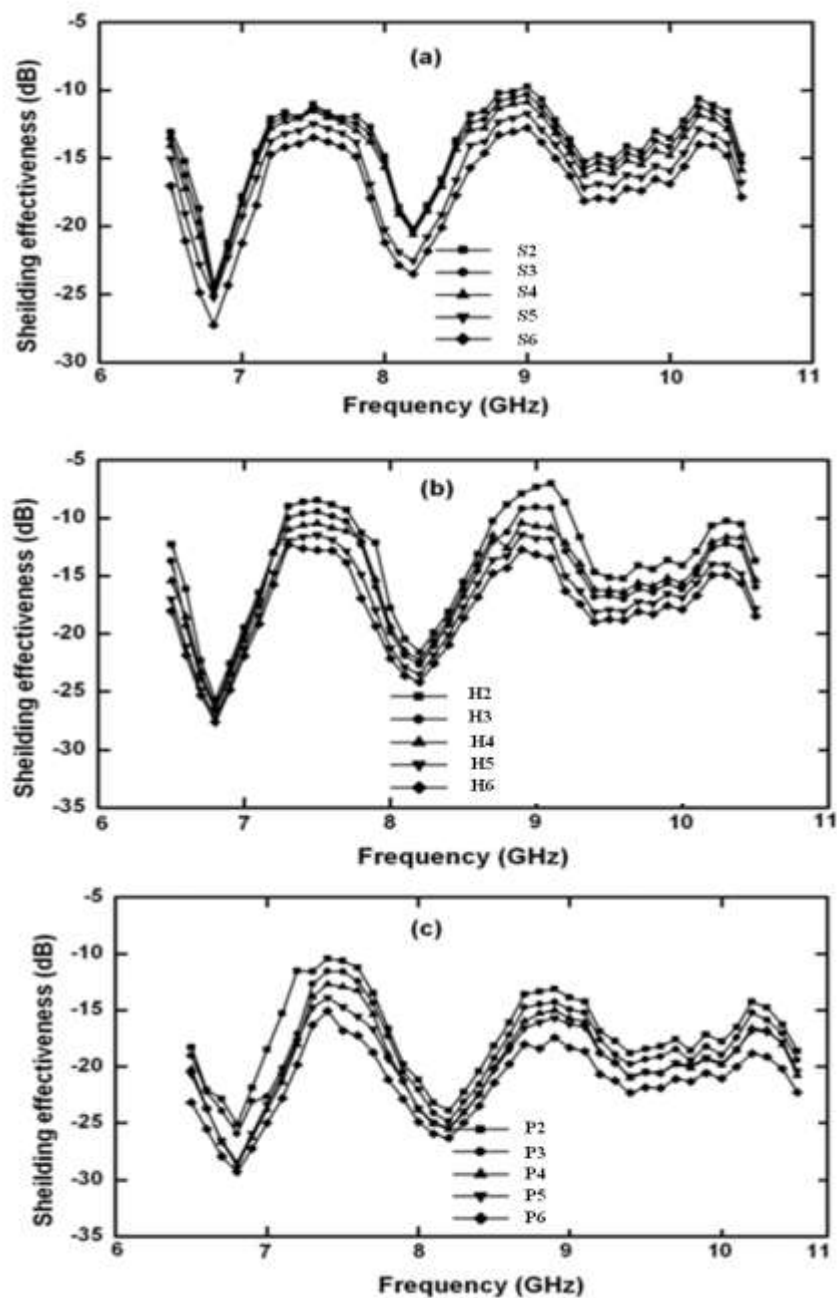 (a)
Sheilding effectiveness (dB)
-5
-10
-15
-20
-25
-30
6
7
8
9
10
11
Frequency (GHz)
S2
S3
S4
S5
S6
(b)
Sheilding effectiveness (dB)
-5
-10
-15
-20
-25
-30
-35
6
7
8
9
10
11
Frequency (GHz)
H2
H3
H4
H5
H6
(c)
Sheilding effectiveness (dB)
-5
-10
-15
-20
-25
-30
-35
6
7
8
9
10
11
Frequency (GHz)
P2
P3
P4
P5
P6